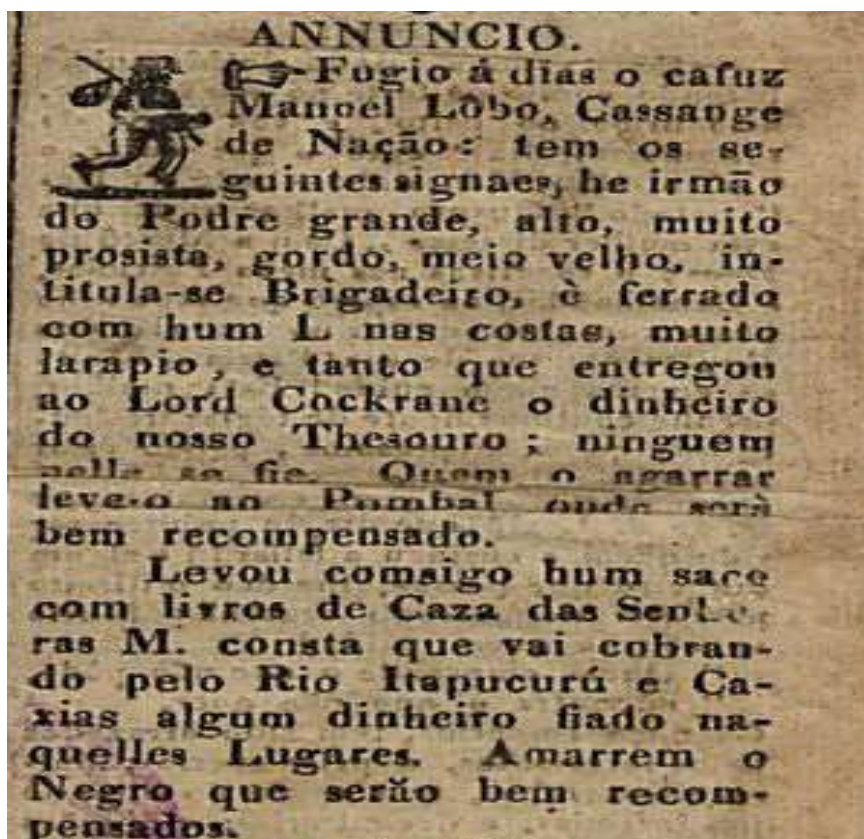 ANNUNCIO.
Fugio á dias o cafuz
Manoel Lôbo, Cassange
de Nação: tem os se-
guintes signaes, he irmão
do Podre grande, alto, muito
prosista, gordo, meio velho, in-
titula-se Brigadeiro, è ferrado
com hum L nas costas, muito
larapio, e tanto que entregou
ao Lord Cockrane o dinheiro
do nosso Thesouro; ninguem
nelle se fie. Quem o agarrar
leve-o ao Pombal onde serà
bem recompensado.
Levou comsigo hum sacco
com livros de Caza das Senho-
ras M. consta que vai cobran-
do pelo Rio Itapucurú e Ca-
xias algum dinheiro fiado na-
quelles Lugares. Amarrem o
Negro que serão bem recom-
pensados.